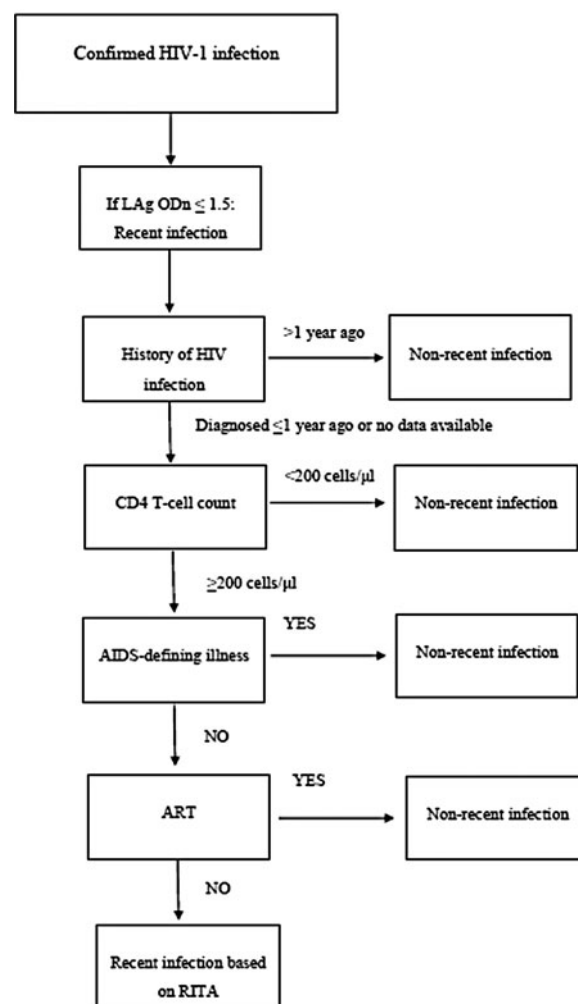 Confirmed HIV-1 infection
If LAg ODn ≤ 1.5:
Recent infection
>1 year ago
History of HIV
infection
Non-recent infection
Diagnosed ≤1 year ago or no data available
<200 cells/µl
CD4 T-cell count
Non-recent infection
≥200 cells/µl
YES
AIDS-defining illness
Non-recent infection
NO
YES
ART
Non-recent infection
NO
Recent infection based
on RITA